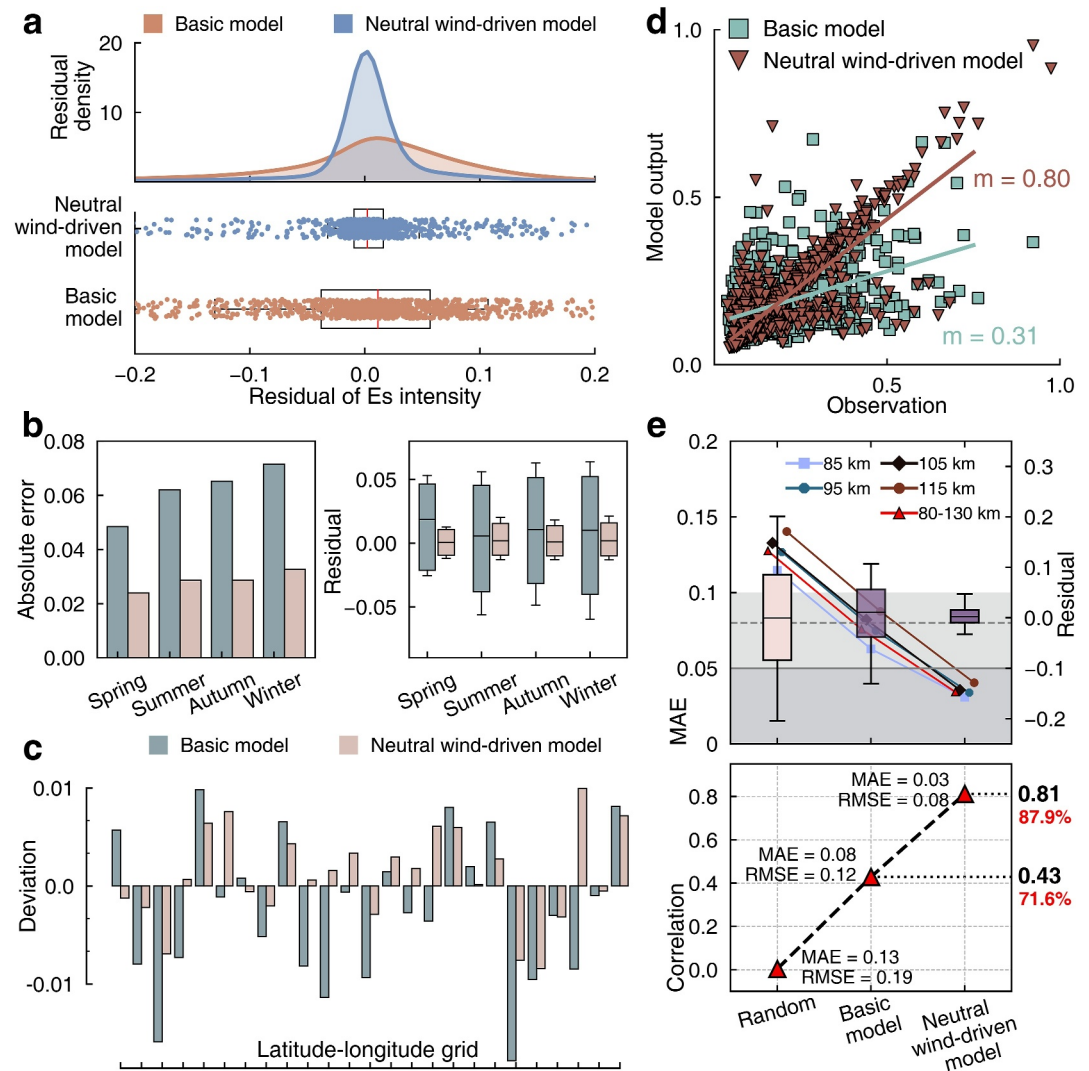 a
Basic model
Neutral wind-driven model
20
10
Residual
density
Neutral
wind-driven
model
Basic
model
−0.2
−0.1
0.0
0.1
0.2
Residual of Es intensity
d
Basic model
Neutral wind-driven model
1.0
0.5
0.0
Model output
m = 0.80
m = 0.31
0.5
1.0
Observation
b
0.08
0.06
0.04
0.02
0.00
Absolute error
Spring
Summer
Autumn
Winter
0.05
0.00
−0.05
Residual
Spring
Summer
Autumn
Winter
c
Basic model
Neutral wind-driven model
0.01
0.0
-0.01
Deviation
Latitude-longitude grid
e
0.2
0.15
0.1
0.05
0
MAE
85 km
105 km
95 km
115 km
80-130 km
0.3
0.2
0.1
0.0
−0.1
−0.2
Residual
0.8
0.6
0.4
0.2
0.0
Correlation
MAE = 0.03
RMSE = 0.08
0.81
87.9%
MAE = 0.08
RMSE = 0.12
0.43
71.6%
MAE = 0.13
RMSE = 0.19
Random
Basic
model
Neutral
wind-driven
model